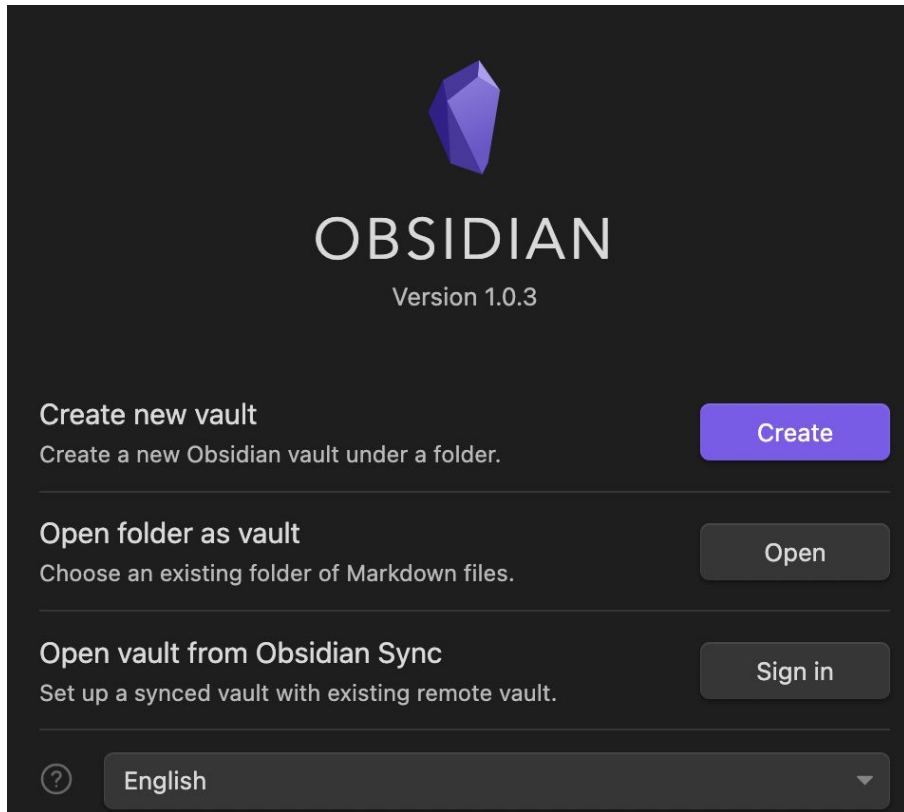 OBSIDIAN
Version 1.0.3
Create new vault
Create a new Obsidian vault under a folder.
Create
Open folder as vault
Choose an existing folder of Markdown files.
Open
Open vault from Obsidian Sync
Set up a synced vault with existing remote vault.
Sign in
?
English